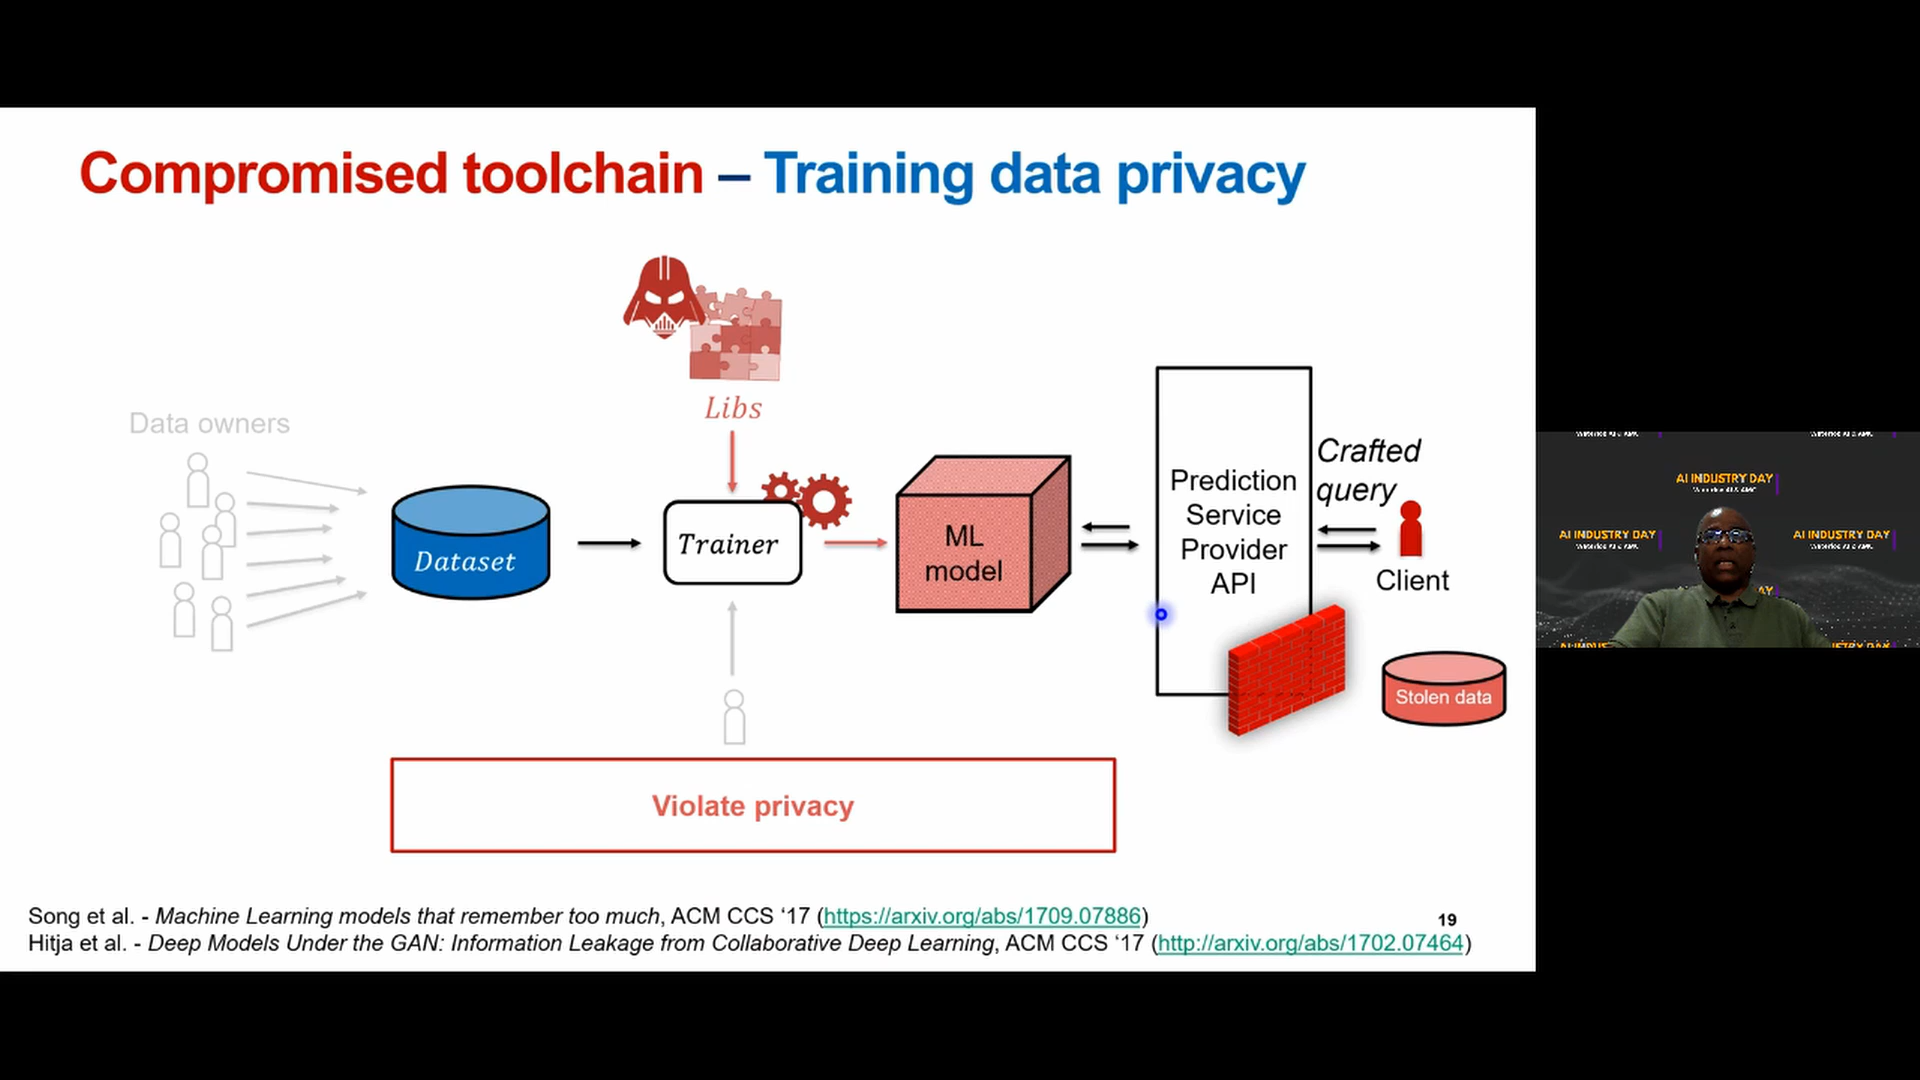 Compromised toolchain – Training data privacy
Libs
Data owners
Dataset
Trainer
ML
model
Prediction
Service
Provider
API
Crafted
query
Client
Stolen data
Violate privacy
Song et al. - Machine Learning models that remember too much, ACM CCS ‘17 (https://arxiv.org/abs/1709.07886)
Hitja et al. - Deep Models Under the GAN: Information Leakage from Collaborative Deep Learning, ACM CCS ‘17 (http://arxiv.org/abs/1702.07464)
19
AI INDUSTRY DAY
AI INDUSTRY DAY
AI INDUSTRY DAY